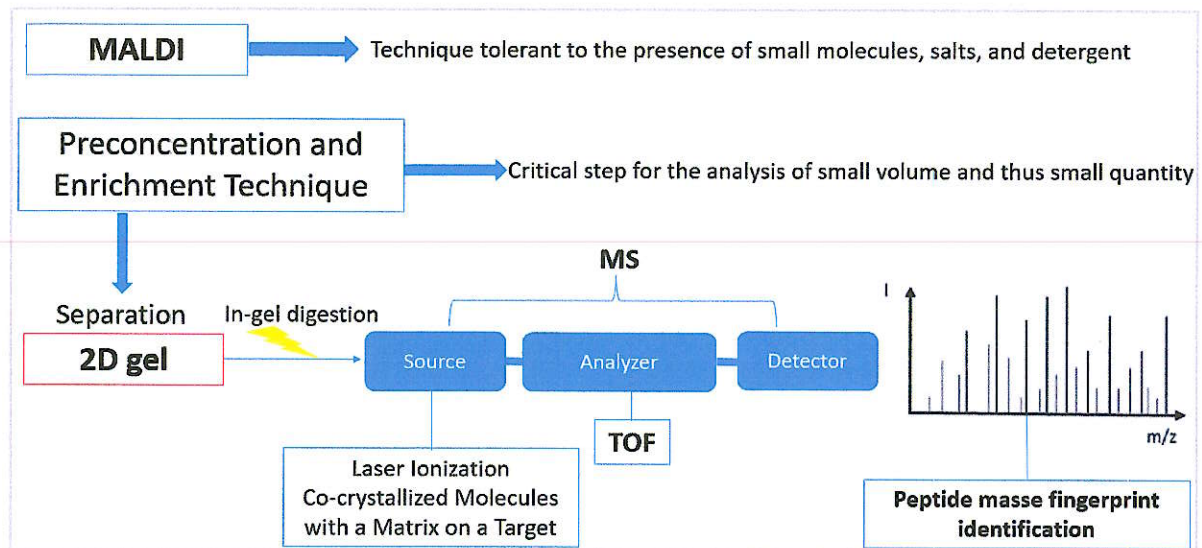 MALDI
Technique tolerant to the presence of small molecules, salts, and detergent
Preconcentration and
Enrichment Technique
Critical step for the analysis of small volume and thus small quantity
MS
Separation
In-gel digestion
2D gel
Source
Analyzer
Detector
I
m/z
TOF
Laser Ionization
Co-crystallized Molecules
with a Matrix on a Target
Peptide masse fingerprint
identification